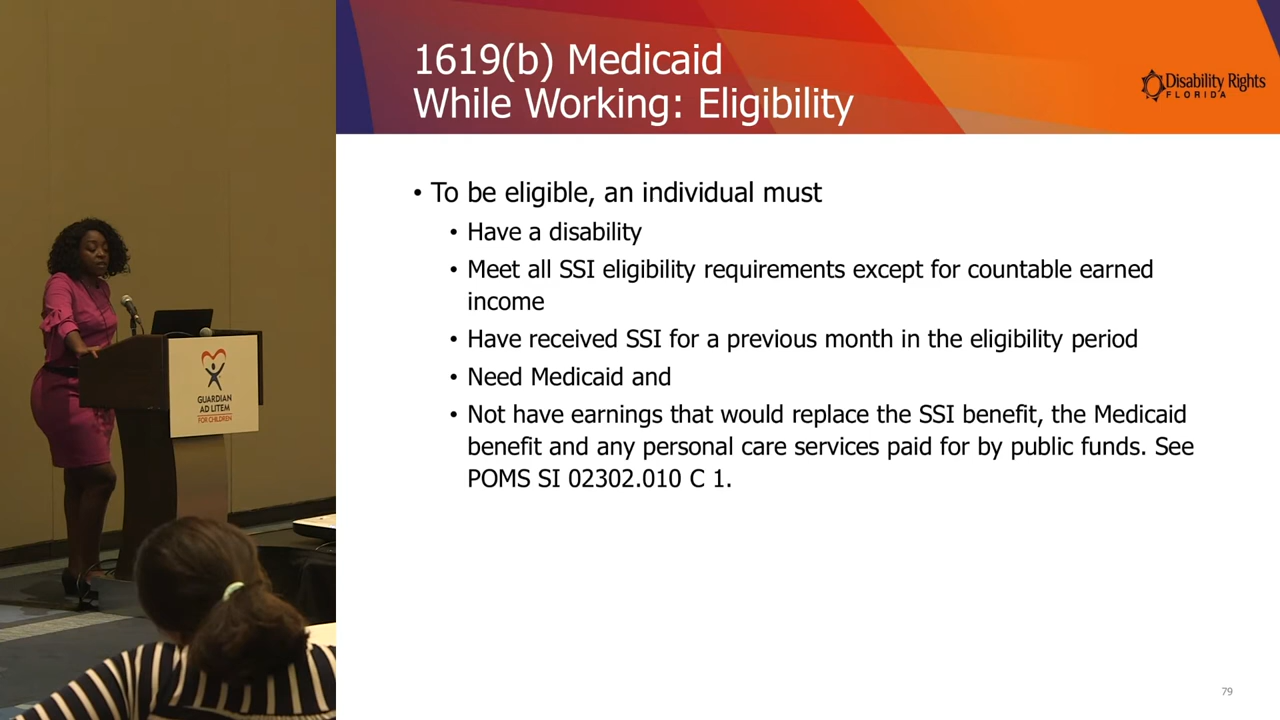 1619(b) Medicaid
While Working: Eligibility
Disability Rights
FLORIDA
• To be eligible, an individual must
• Have a disability
• Meet all SSI eligibility requirements except for countable earned
income
• Have received SSI for a previous month in the eligibility period
• Need Medicaid and
• Not have earnings that would replace the SSI benefit, the Medicaid
benefit and any personal care services paid for by public funds. See
POMS SI 02302.010 C 1.
79
GUARDIAN
AD LITEM
FOR CHILDREN